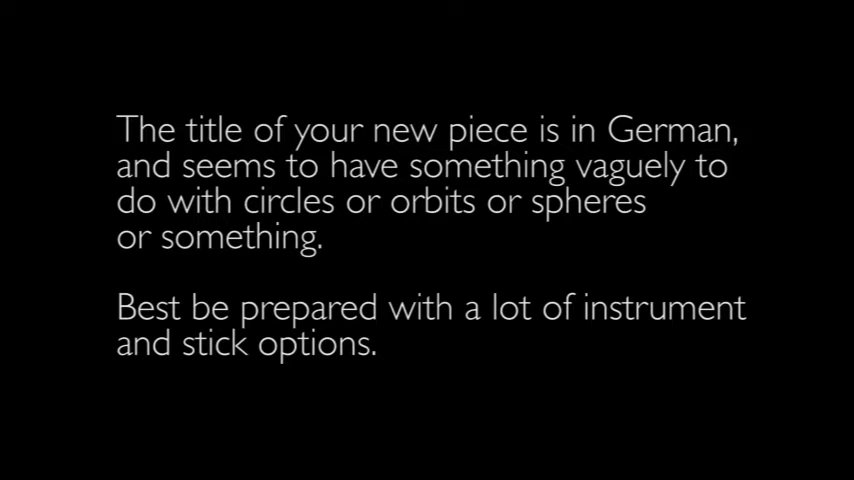 The title of your new piece is in German,
and seems to have something vaguely to
do with circles or orbits or spheres
or something.
Best be prepared with a lot of instrument
and stick options.